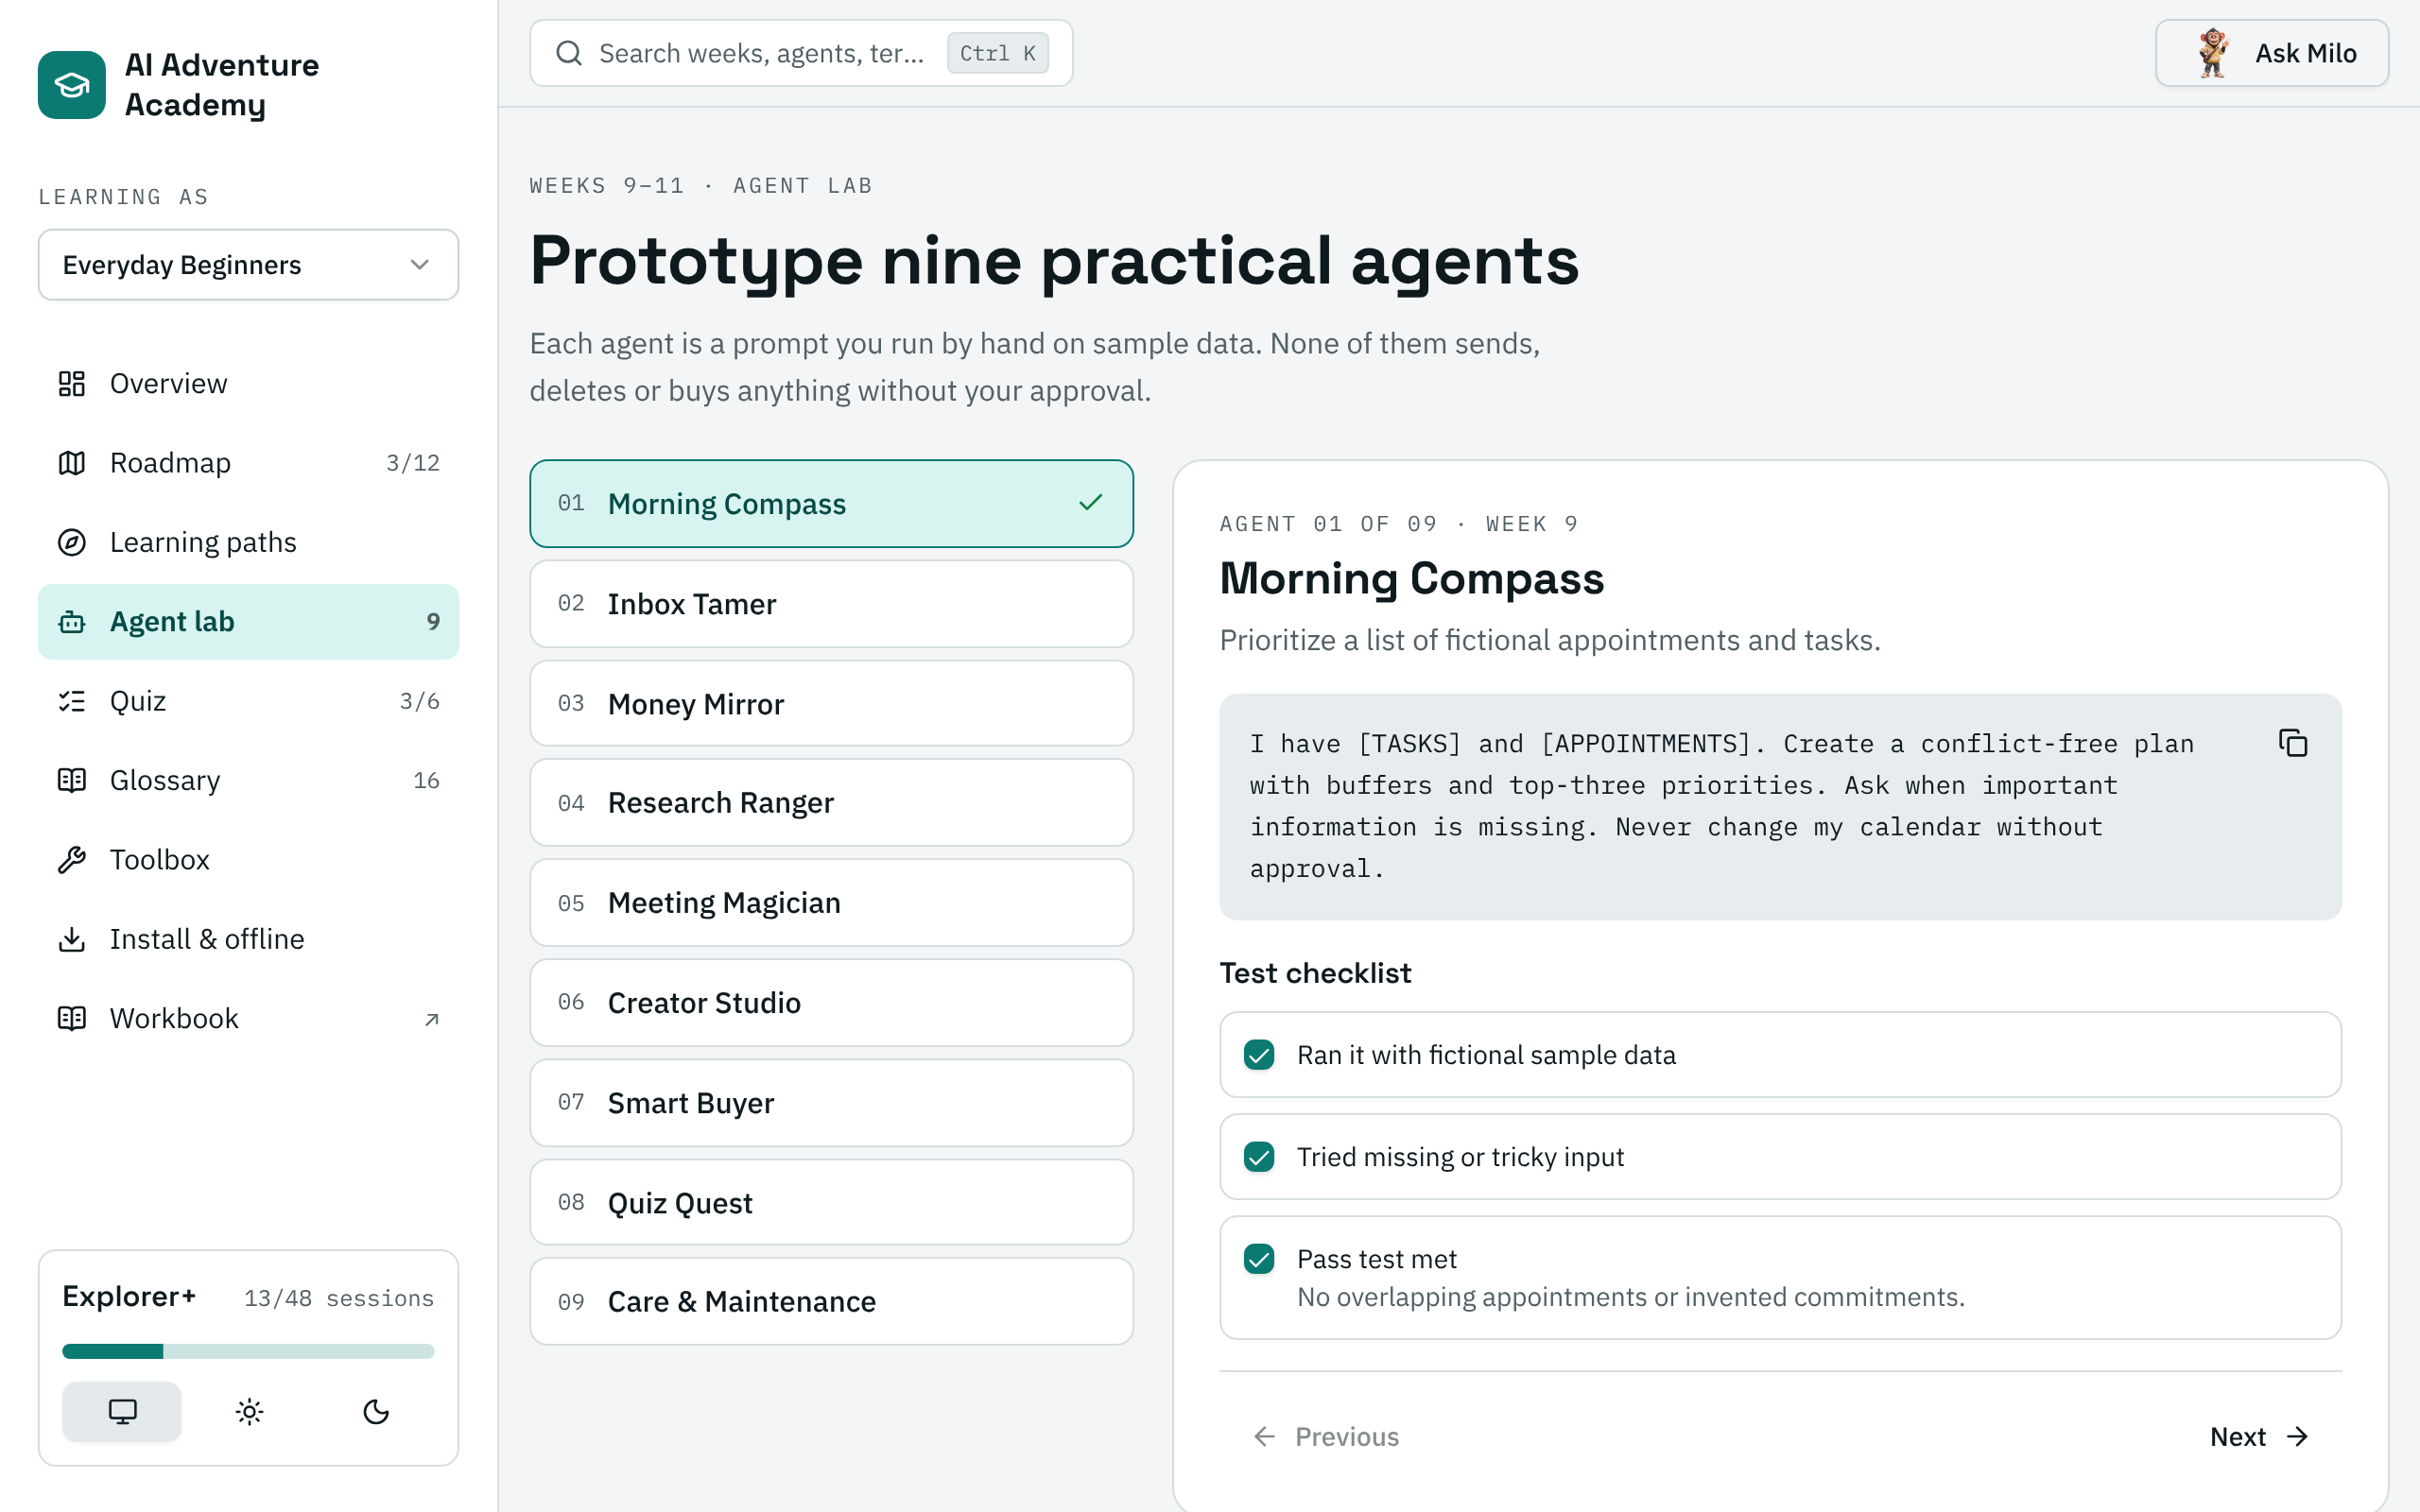 AI Adventure
Academy
LEARNING AS
Everyday Beginners
Overview
Roadmap 3/12
Learning paths
Agent lab 9
Quiz 3/6
Glossary 16
Toolbox
Install & offline
Workbook
Explorer+ 13/48 sessions
Search weeks, agents, ter... Ctrl K
Ask Milo
WEEKS 9–11 · AGENT LAB
Prototype nine practical agents
Each agent is a prompt you run by hand on sample data. None of them sends,
deletes or buys anything without your approval.
01 Morning Compass
02 Inbox Tamer
03 Money Mirror
04 Research Ranger
05 Meeting Magician
06 Creator Studio
07 Smart Buyer
08 Quiz Quest
09 Care & Maintenance
AGENT 01 OF 09 · WEEK 9
Morning Compass
Prioritize a list of fictional appointments and tasks.
I have [TASKS] and [APPOINTMENTS]. Create a conflict-free plan
with buffers and top-three priorities. Ask when important
information is missing. Never change my calendar without
approval.
Test checklist
Ran it with fictional sample data
Tried missing or tricky input
Pass test met
No overlapping appointments or invented commitments.
Previous
Next